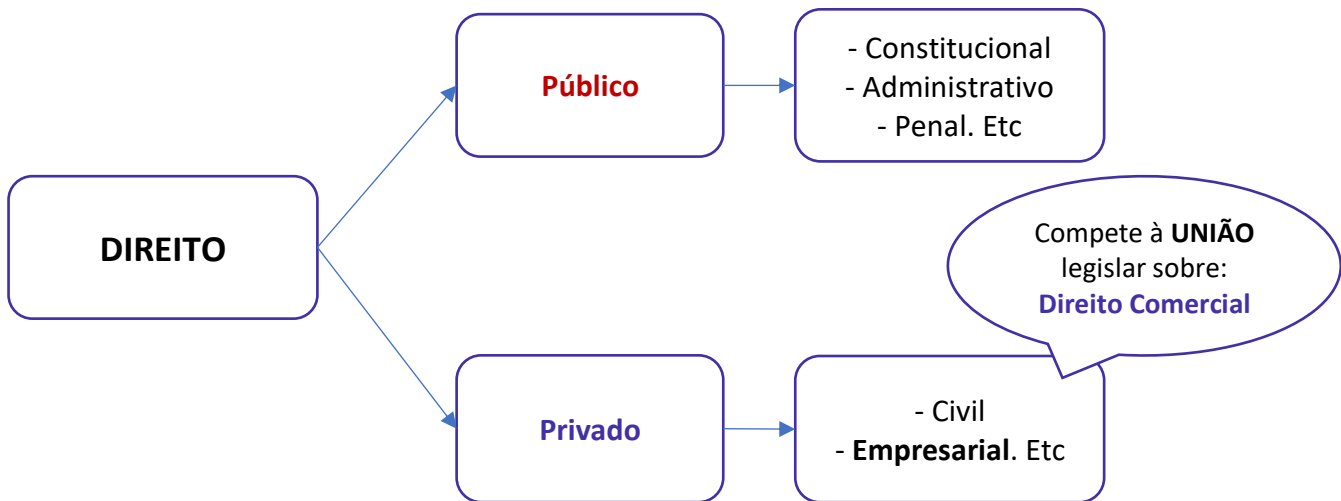 DIREITO
Público
- Constitucional
- Administrativo
- Penal. Etc
Compete à UNIÃO
legislar sobre:
Direito Comercial
Privado
- Civil
- Empresarial. Etc